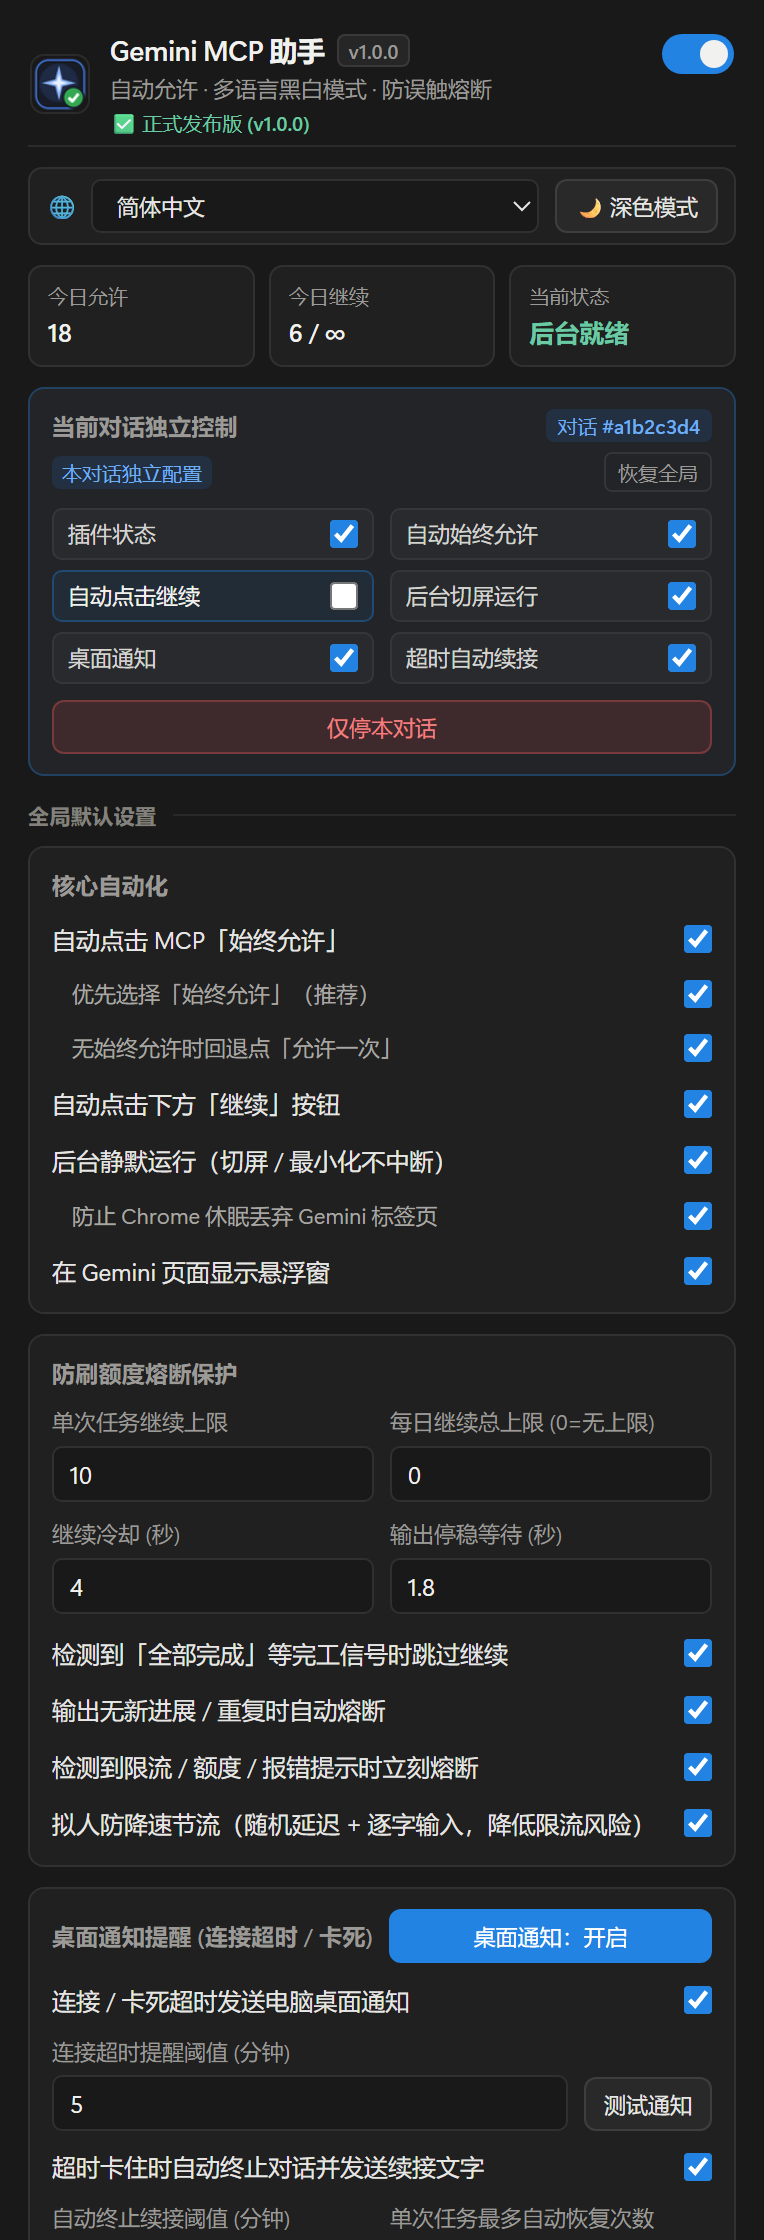 Gemini MCP 助手 v1.0.0
自动允许 · 多语言黑白模式 · 防误触熔断
✅ 正式发布版 (v1.0.0)
简体中文 深色模式
今日允许 今日继续 当前状态
18 6 / ∞ 后台就绪
当前对话独立控制 对话 #a1b2c3d4
本对话独立配置 恢复全局
插件状态 自动始终允许
自动点击继续 后台切屏运行
桌面通知 超时自动续接
仅停本对话
全局默认设置
核心自动化
自动点击 MCP「始终允许」
优先选择「始终允许」（推荐）
无始终允许时回退点「允许一次」
自动点击下方「继续」按钮
后台静默运行（切屏 / 最小化不中断）
防止 Chrome 休眠丢弃 Gemini 标签页
在 Gemini 页面显示悬浮窗
防刷额度熔断保护
单次任务继续上限 每日继续总上限 (0=无上限)
10 0
继续冷却 (秒) 输出停稳等待 (秒)
4 1.8
检测到「全部完成」等完工信号时跳过继续
输出无新进展 / 重复时自动熔断
检测到限流 / 额度 / 报错提示时立刻熔断
拟人防降速节流（随机延迟 + 逐字输入，降低限流风险）
桌面通知提醒 (连接超时 / 卡死) 桌面通知：开启
连接 / 卡死超时发送电脑桌面通知
连接超时提醒阈值 (分钟)
5 测试通知
超时卡住时自动终止对话并发送续接文字
自动终止续接阈值 (分钟) 单次任务最多自动恢复次数